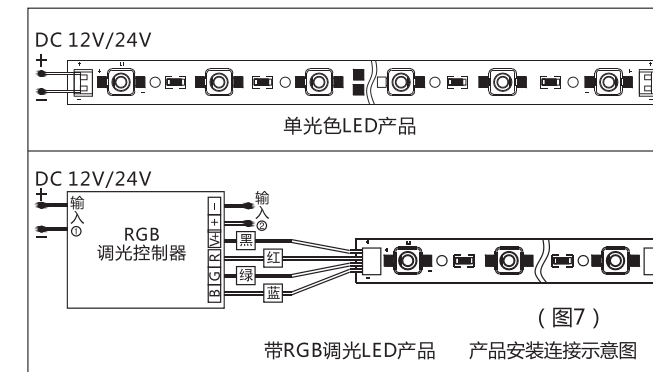 DC 12V/24V
+
−
单光色LED产品
DC 12V/24V
+
−
输入①
RGB
调光控制器
− + V+ R G B
输入②
黑
红
绿
蓝
(图7)
带RGB调光LED产品 产品安装连接示意图